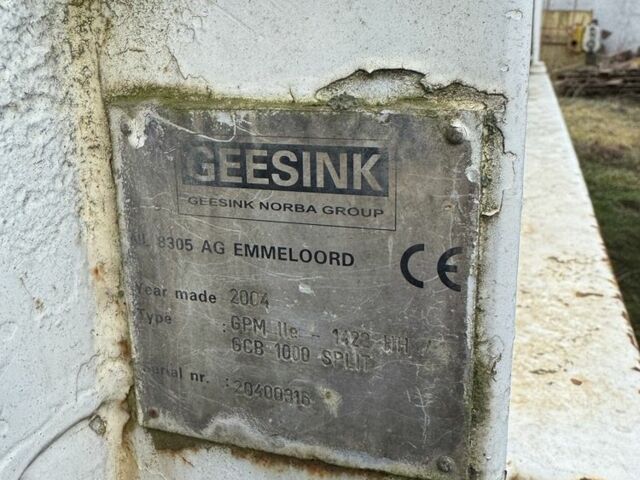 GEESINK
GEESINK NORBA GROUP
NL 8305 AG EMMELOORD
CE
Year made 2004
Type : GPM IIe - 1423 HH
GCB 1000 SPLIT
Serial nr. : 20400316